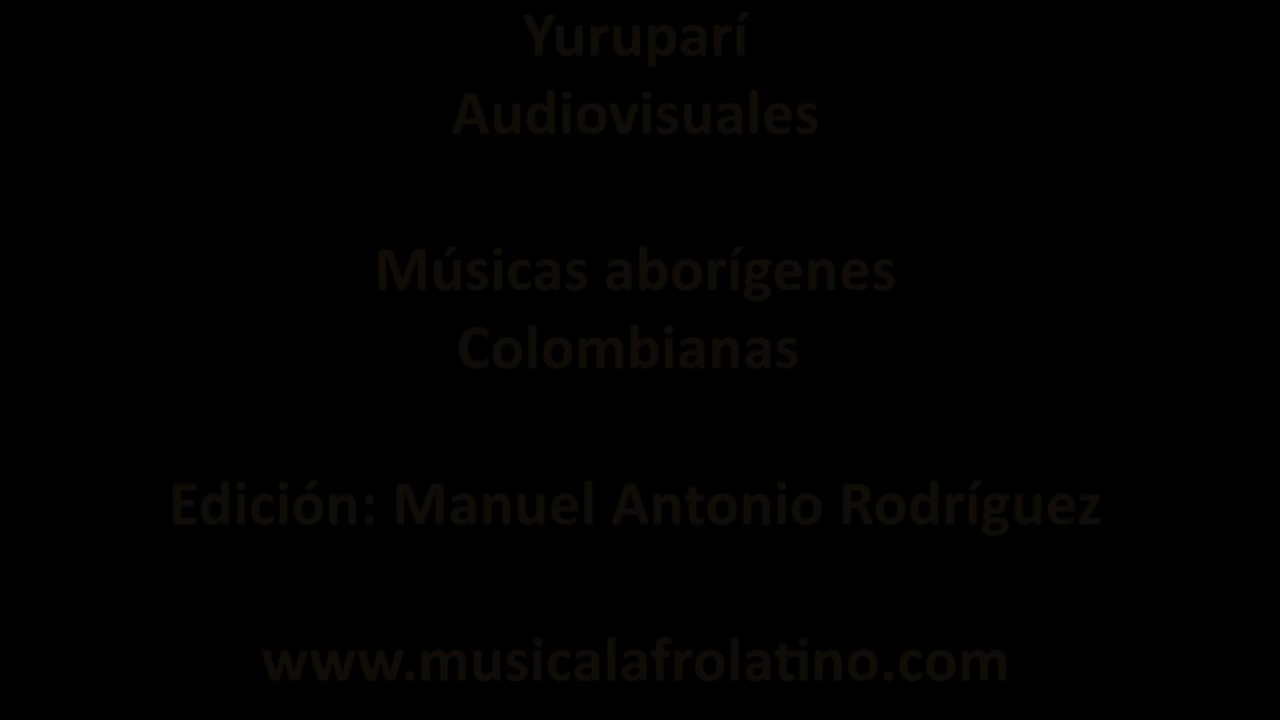 Yuruparí
Audiovisuales
Músicas aborígenes
Colombianas
Edición: Manuel Antonio Rodríguez
www.musicalafrolatino.com